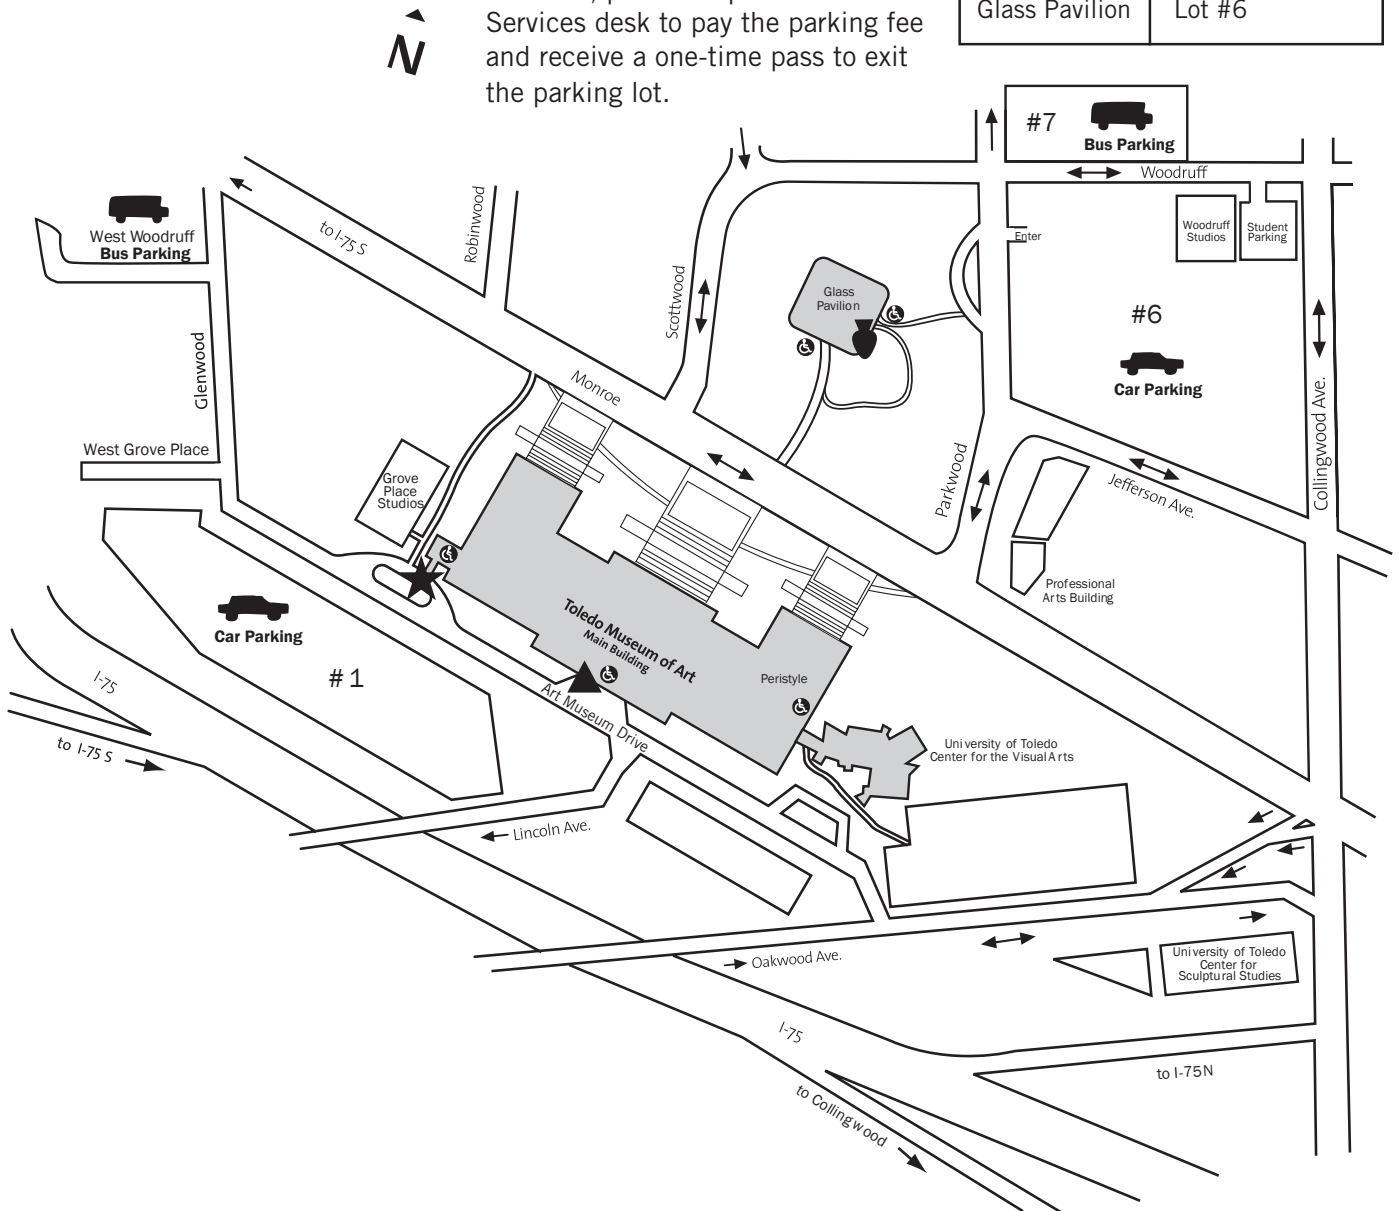 Services desk to pay the parking fee
and receive a one-time pass to exit
the parking lot.
Glass Pavilion
Lot #6
N
#7
Bus Parking
Woodruff
West Woodruff
Bus Parking
to I-75 S
Robinwood
Scottwood
Woodruff
Studios
Student
Parking
Enter
Glass
Pavilion
#6
Car Parking
Glenwood
Monroe
Collingwood Ave.
West Grove Place
Grove
Place
Studios
Parkwood
Jefferson Ave.
Professional
Arts Building
Car Parking
#1
Toledo Museum of Art
Main Building
Peristyle
I-75
to I-75 S
Art Museum Drive
University of Toledo
Center for the Visual Arts
Lincoln Ave.
Oakwood Ave.
University of Toledo
Center for
Sculptural Studies
I-75
to I-75N
to Collingwood